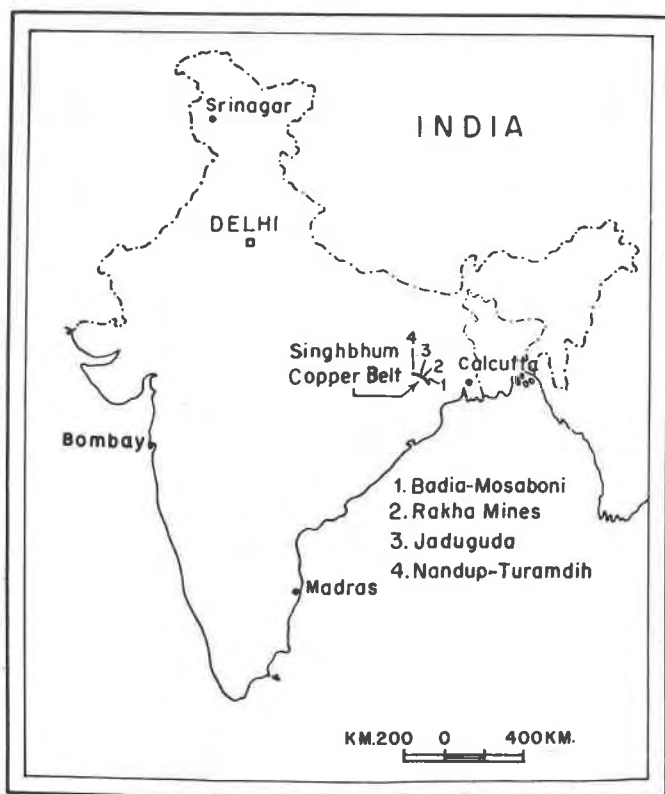 Srinagar
INDIA
DELHI
4
3
Singhbhum
2
Calcutta
Copper Belt
1
Bombay
1. Badia-Mosaboni
2. Rakha Mines
3. Jaduguda
4. Nandup-Turamdih
Madras
KM.200 0 400KM.